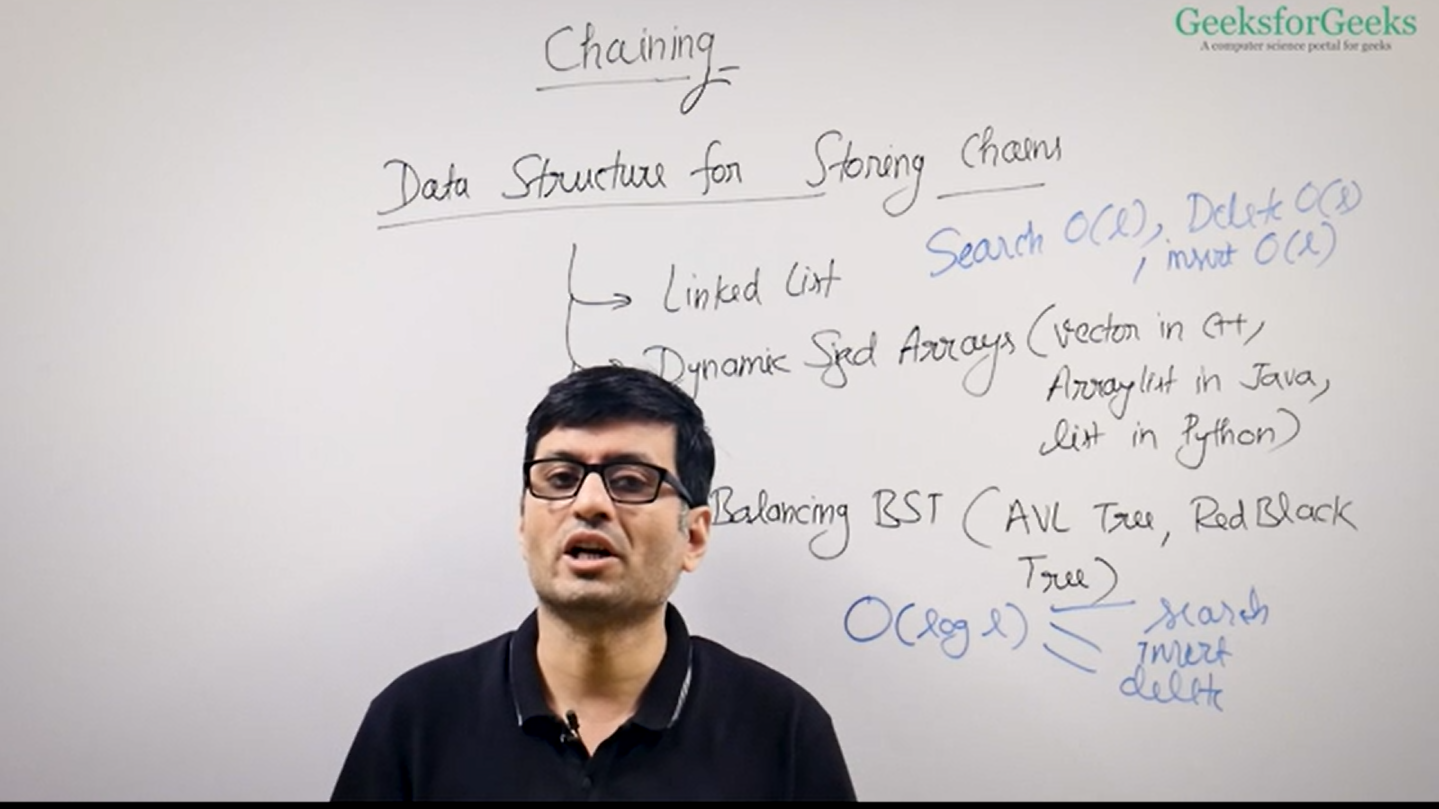 GeeksforGeeks
A computer science portal for geeks
Chaining
Data Structure for Storing Chains
Search O(l), Delete O(l)
, insert O(l)
Linked List
Dynamic Sized Arrays (vector in C++,
Arraylist in Java,
list in Python)
Balancing BST (AVL Tree, Red Black
Tree)
O(log l) search
insert
delete